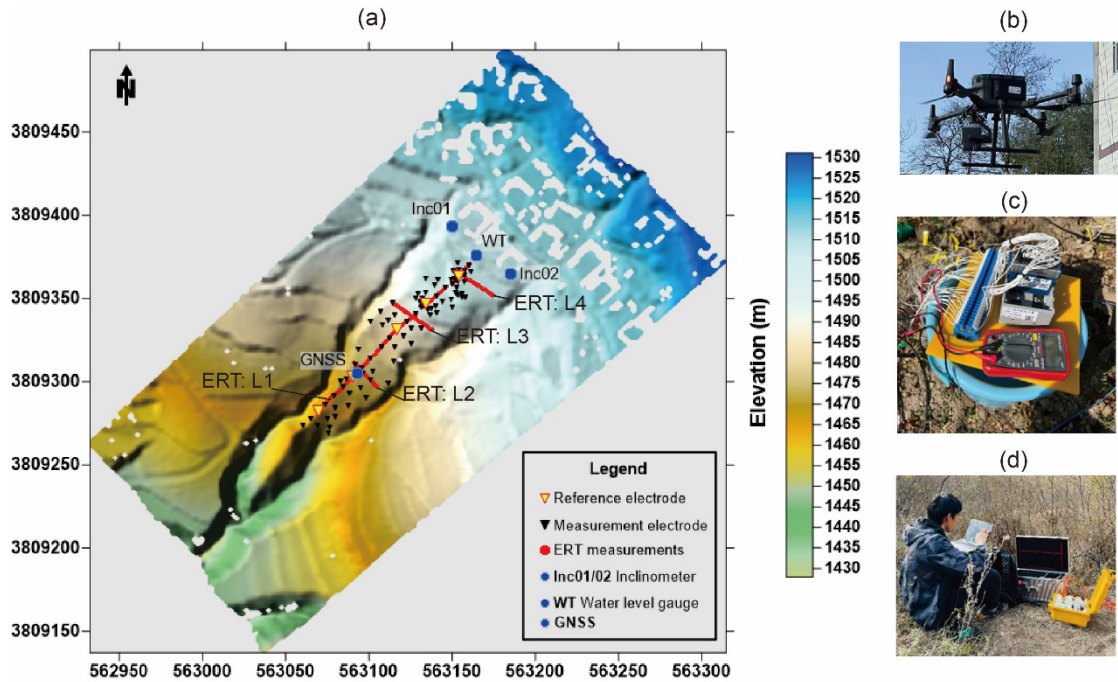 (a)
(b)
N
3809450
3809400
3809350
3809300
3809250
3809200
3809150
562950 563000 563050 563100 563150 563200 563250 563300
Inc01
WT
Inc02
ERT: L4
ERT: L3
GNSS
ERT: L1
ERT: L2
Legend
Reference electrode
Measurement electrode
ERT measurements
Inc01/02 Inclinometer
WT Water level gauge
GNSS
Elevation (m)
1530
1525
1520
1515
1510
1505
1500
1495
1490
1485
1480
1475
1470
1465
1460
1455
1450
1445
1440
1435
1430
(c)
(d)